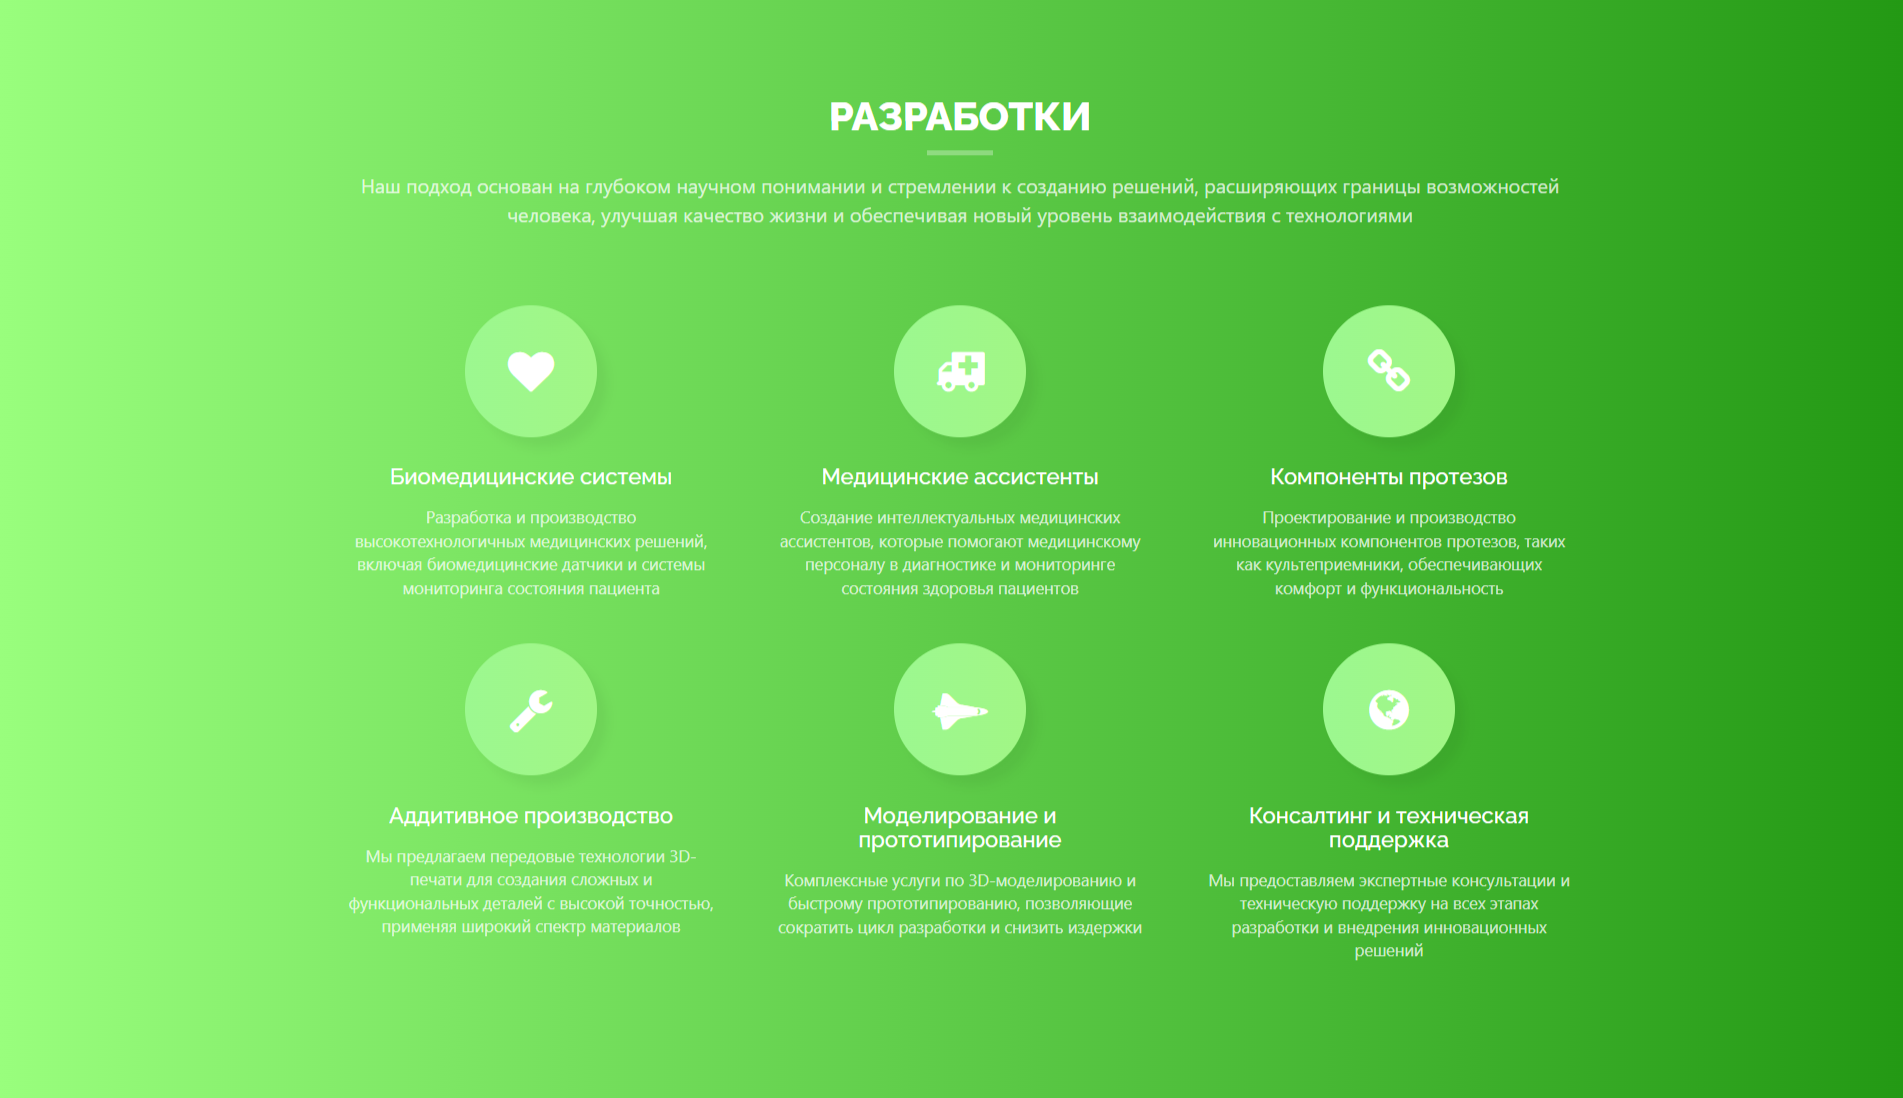 РАЗРАБОТКИ
Наш подход основан на глубоком научном понимании и стремлении к созданию решений, расширяющих границы возможностей
человека, улучшая качество жизни и обеспечивая новый уровень взаимодействия с технологиями
Биомедицинские системы
Разработка и производство
высокотехнологичных медицинских решений,
включая биомедицинские датчики и системы
мониторинга состояния пациента
Медицинские ассистенты
Создание интеллектуальных медицинских
ассистентов, которые помогают медицинскому
персоналу в диагностике и мониторинге
состояния здоровья пациентов
Компоненты протезов
Проектирование и производство
инновационных компонентов протезов, таких
как культеприемники, обеспечивающих
комфорт и функциональность
Аддитивное производство
Мы предлагаем передовые технологии 3D-
печати для создания сложных и
функциональных деталей с высокой точностью,
применяя широкий спектр материалов
Моделирование и
прототипирование
Комплексные услуги по 3D-моделированию и
быстрому прототипированию, позволяющие
сократить цикл разработки и снизить издержки
Консалтинг и техническая
поддержка
Мы предоставляем экспертные консультации и
техническую поддержку на всех этапах
разработки и внедрения инновационных
решений